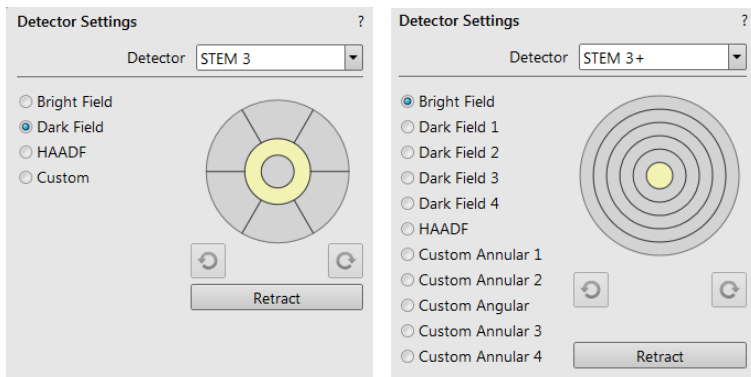 Detector Settings ?
Detector STEM 3
Bright Field
Dark Field
HAADF
Custom
Retract
Detector Settings ?
Detector STEM 3+
Bright Field
Dark Field 1
Dark Field 2
Dark Field 3
Dark Field 4
HAADF
Custom Annular 1
Custom Annular 2
Custom Angular
Custom Annular 3
Custom Annular 4
Retract